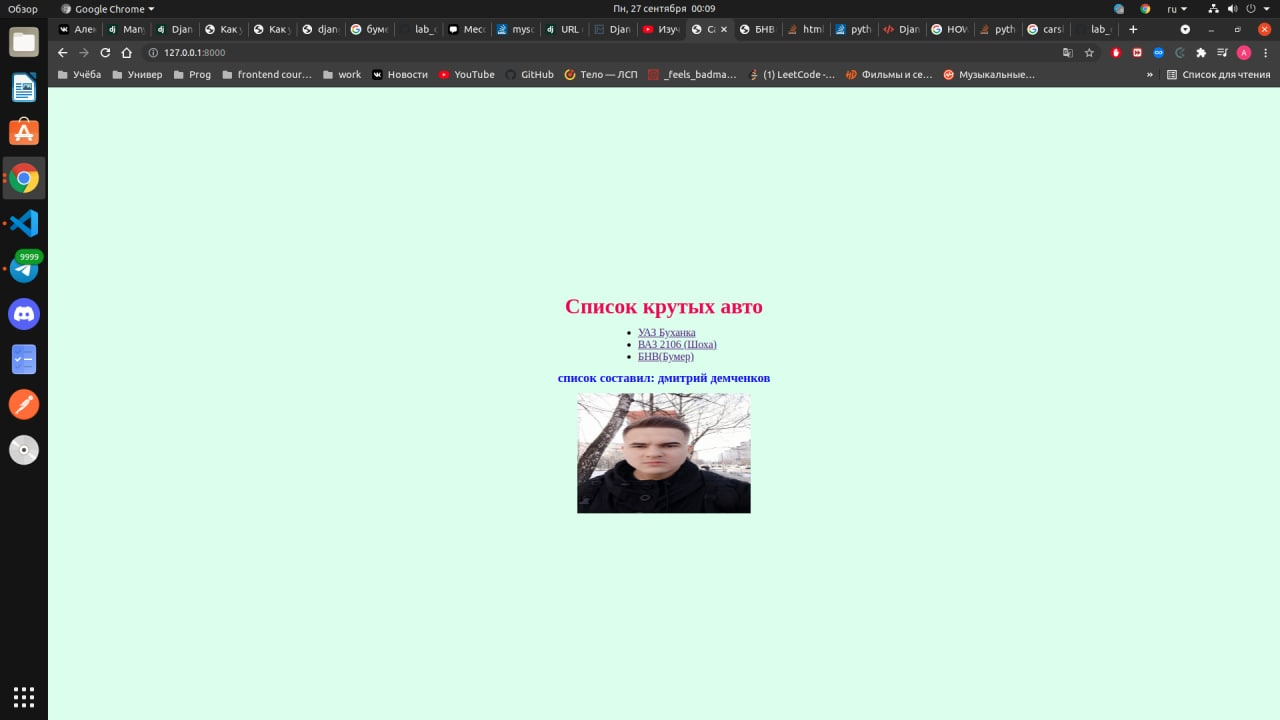 Обзор
Google Chrome
Пн, 27 сентября 00:09
ru
127.0.0.1:8000
Учёба
Универ
Prog
frontend cour...
work
Новости
YouTube
GitHub
Тело — ЛСП
_feels_badma...
(1) LeetCode -...
Фильмы и се...
Музыкальные...
»
Список для чтения
9999
Список крутых авто
УАЗ Буханка
ВАЗ 2106 (Шоха)
БНВ(Бумер)
список составил: дмитрий демченков